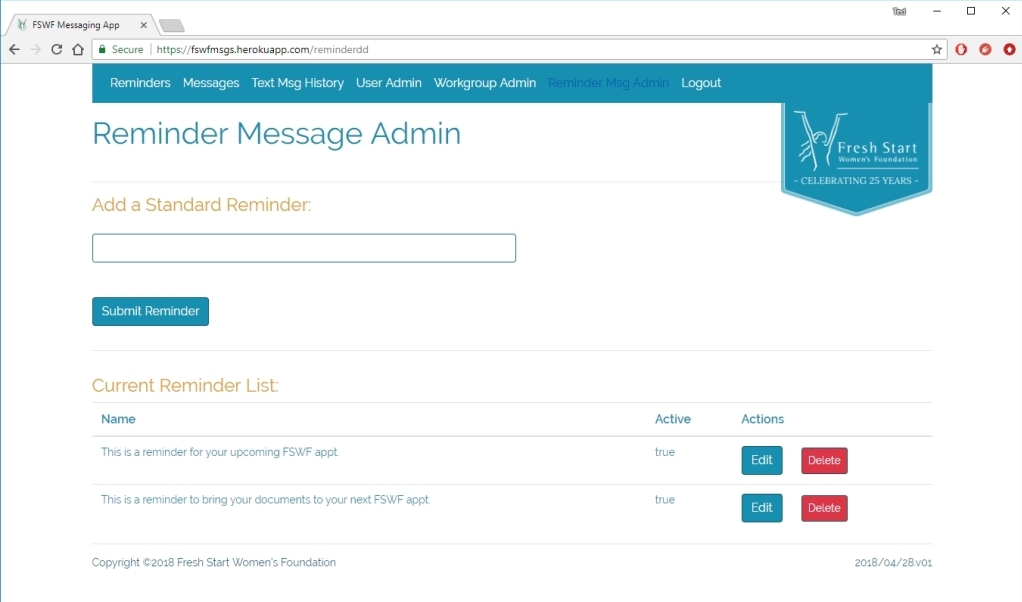 Ted
FSWF Messaging App
Secure | https://fswfmsgs.herokuapp.com/reminderdd
Reminders Messages Text Msg History User Admin Workgroup Admin Reminder Msg Admin Logout
Reminder Message Admin
Fresh Start
Women's Foundation
- CELEBRATING 25 YEARS -
Add a Standard Reminder:
Submit Reminder
Current Reminder List:
Name Active Actions
This is a reminder for your upcoming FSWF appt. true Edit Delete
This is a reminder to bring your documents to your next FSWF appt. true Edit Delete
Copyright ©2018 Fresh Start Women's Foundation 2018/04/28.v01